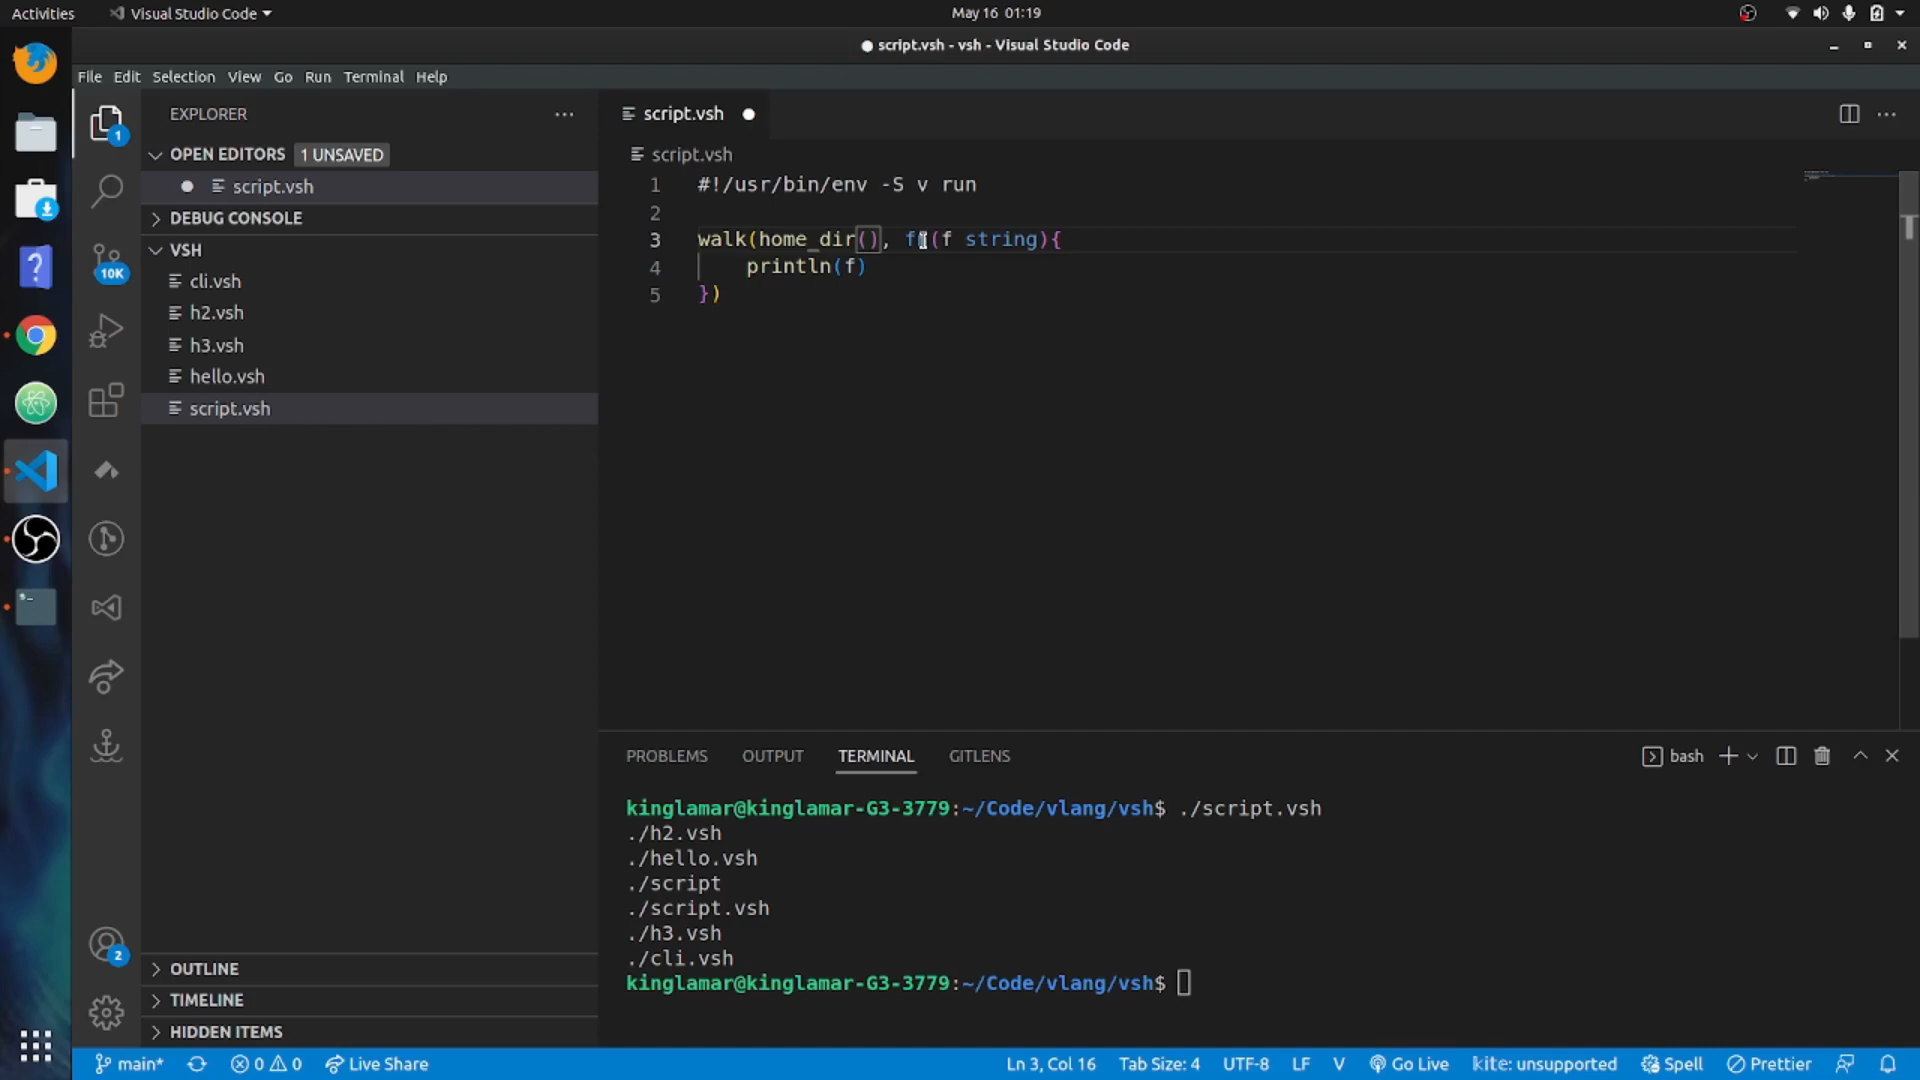 Activities
Visual Studio Code
May 16 01:19
script.vsh - vsh - Visual Studio Code
File Edit Selection View Go Run Terminal Help
EXPLORER
OPEN EDITORS 1 UNSAVED
script.vsh
DEBUG CONSOLE
VSH
cli.vsh
h2.vsh
h3.vsh
hello.vsh
script.vsh
OUTLINE
TIMELINE
HIDDEN ITEMS
1
10K
2
script.vsh
script.vsh
1 #!/usr/bin/env -S v run
2
3 walk(home_dir(), fn(f string){
4 println(f)
5 })
PROBLEMS OUTPUT TERMINAL GITLENS
bash
kinglamar@kinglamar-G3-3779:~/Code/vlang/vsh$ ./script.vsh
./h2.vsh
./hello.vsh
./script
./script.vsh
./h3.vsh
./cli.vsh
kinglamar@kinglamar-G3-3779:~/Code/vlang/vsh$
main* 0 0 Live Share
Ln 3, Col 16 Tab Size: 4 UTF-8 LF V Go Live kite: unsupported Spell Prettier